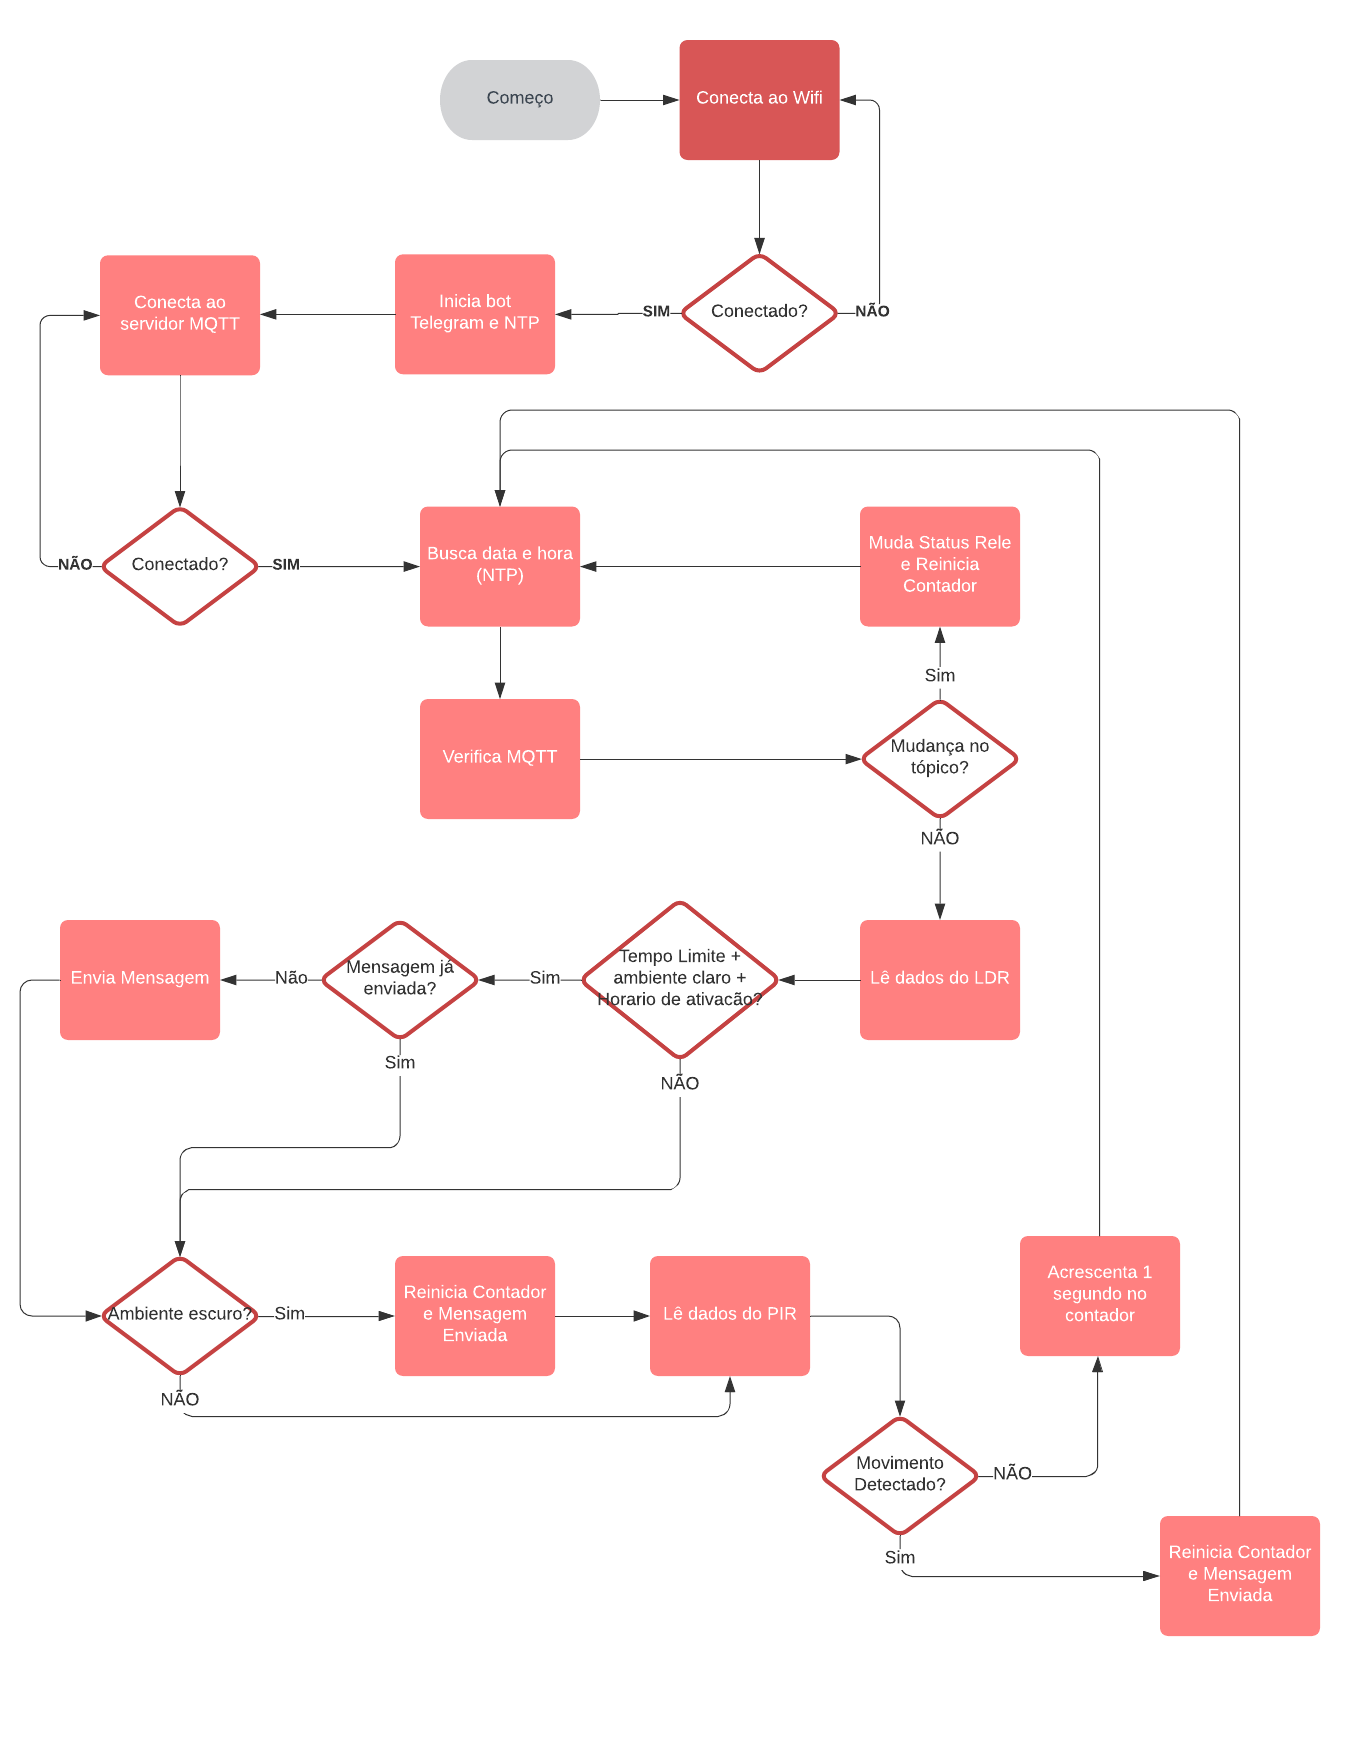 Começo
Conecta ao Wifi
Conecta ao
servidor MQTT
Inicia bot
Telegram e NTP
SIM
Conectado?
NÃO
NÃO
Conectado?
SIM
Busca data e hora
(NTP)
Muda Status Rele
e Reinicia
Contador
Sim
Verifica MQTT
Mudança no
tópico?
NÃO
Envia Mensagem
Não
Mensagem já
enviada?
Sim
Tempo Limite +
ambiente claro +
Horario de ativacão?
Lê dados do LDR
Sim
NÃO
Ambiente escuro?
Sim
Reinicia Contador
e Mensagem
Enviada
Lê dados do PIR
Acrescenta 1
segundo no
contador
NÃO
Movimento
Detectado?
NÃO
Sim
Reinicia Contador
e Mensagem
Enviada